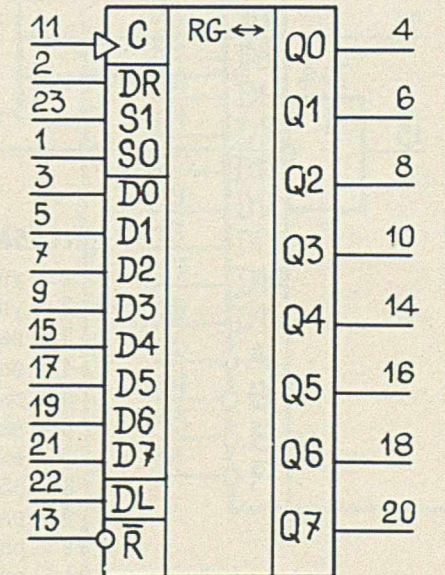 11 C RG ↔ Q0 4
2 DR
23 S1 Q1 6
1 S0
3 D0 Q2 8
5 D1
7 D2 Q3 10
9 D3
15 D4 Q4 14
17 D5 Q5 16
19 D6
21 D7 Q6 18
22 DL
13 R̅ Q7 20